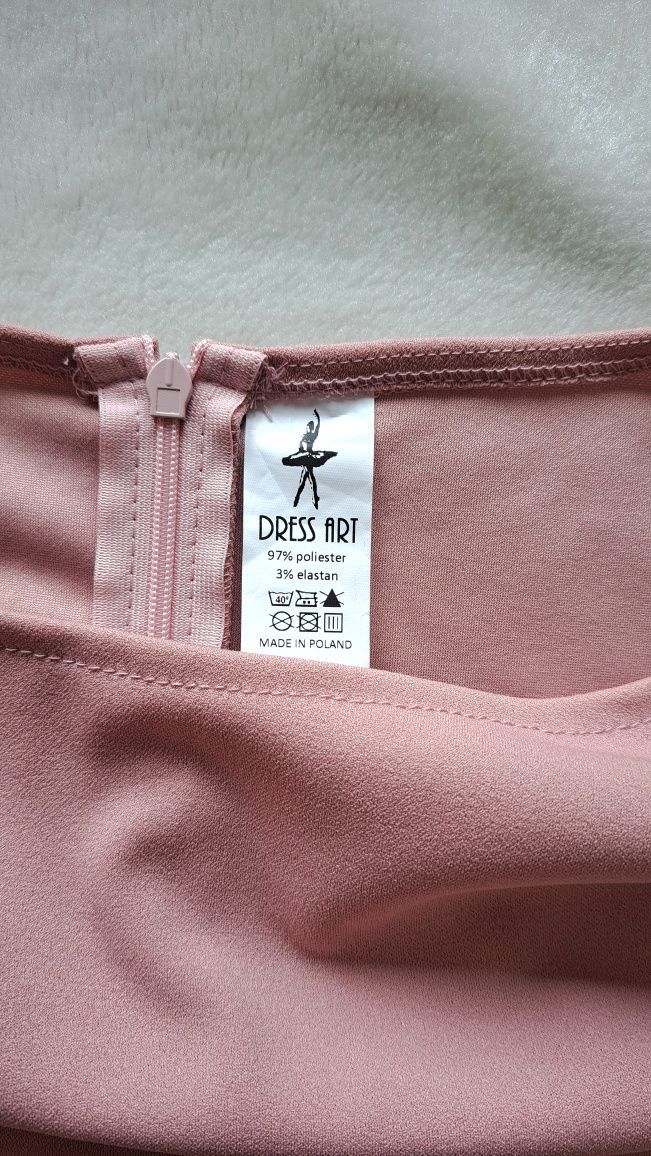 DRESS ART
97% poliester
3% elastan
40°
MADE IN POLAND